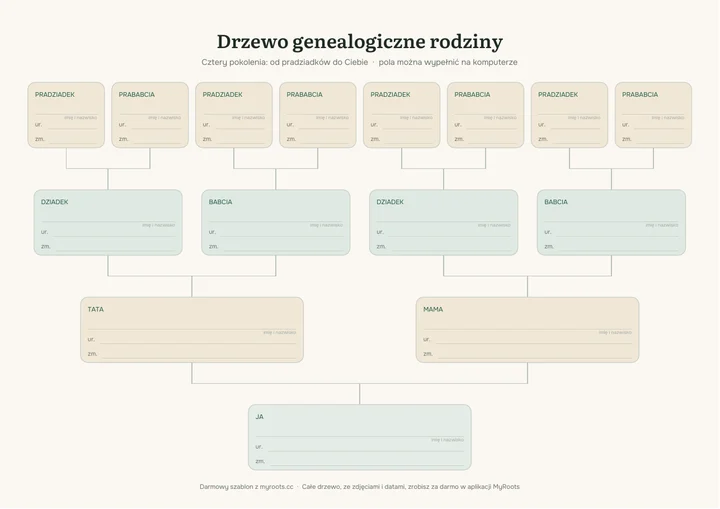 Drzewo genealogiczne rodziny
Cztery pokolenia: od pradziadków do Ciebie · pola można wypełnić na komputerze
PRADZIADEK PRABABCIA PRADZIADEK PRABABCIA PRADZIADEK PRABABCIA PRADZIADEK PRABABCIA
imię i nazwisko imię i nazwisko imię i nazwisko imię i nazwisko imię i nazwisko imię i nazwisko imię i nazwisko imię i nazwisko
ur. ur. ur. ur. ur. ur. ur. ur.
zm. zm. zm. zm. zm. zm. zm. zm.
DZIADEK BABCIA DZIADEK BABCIA
imię i nazwisko imię i nazwisko imię i nazwisko imię i nazwisko
ur. ur. ur. ur.
zm. zm. zm. zm.
TATA MAMA
imię i nazwisko imię i nazwisko
ur. ur.
zm. zm.
JA
imię i nazwisko
ur.
zm.
Darmowy szablon z myroots.cc · Całe drzewo, ze zdjęciami i datami, zrobisz za darmo w aplikacji MyRoots